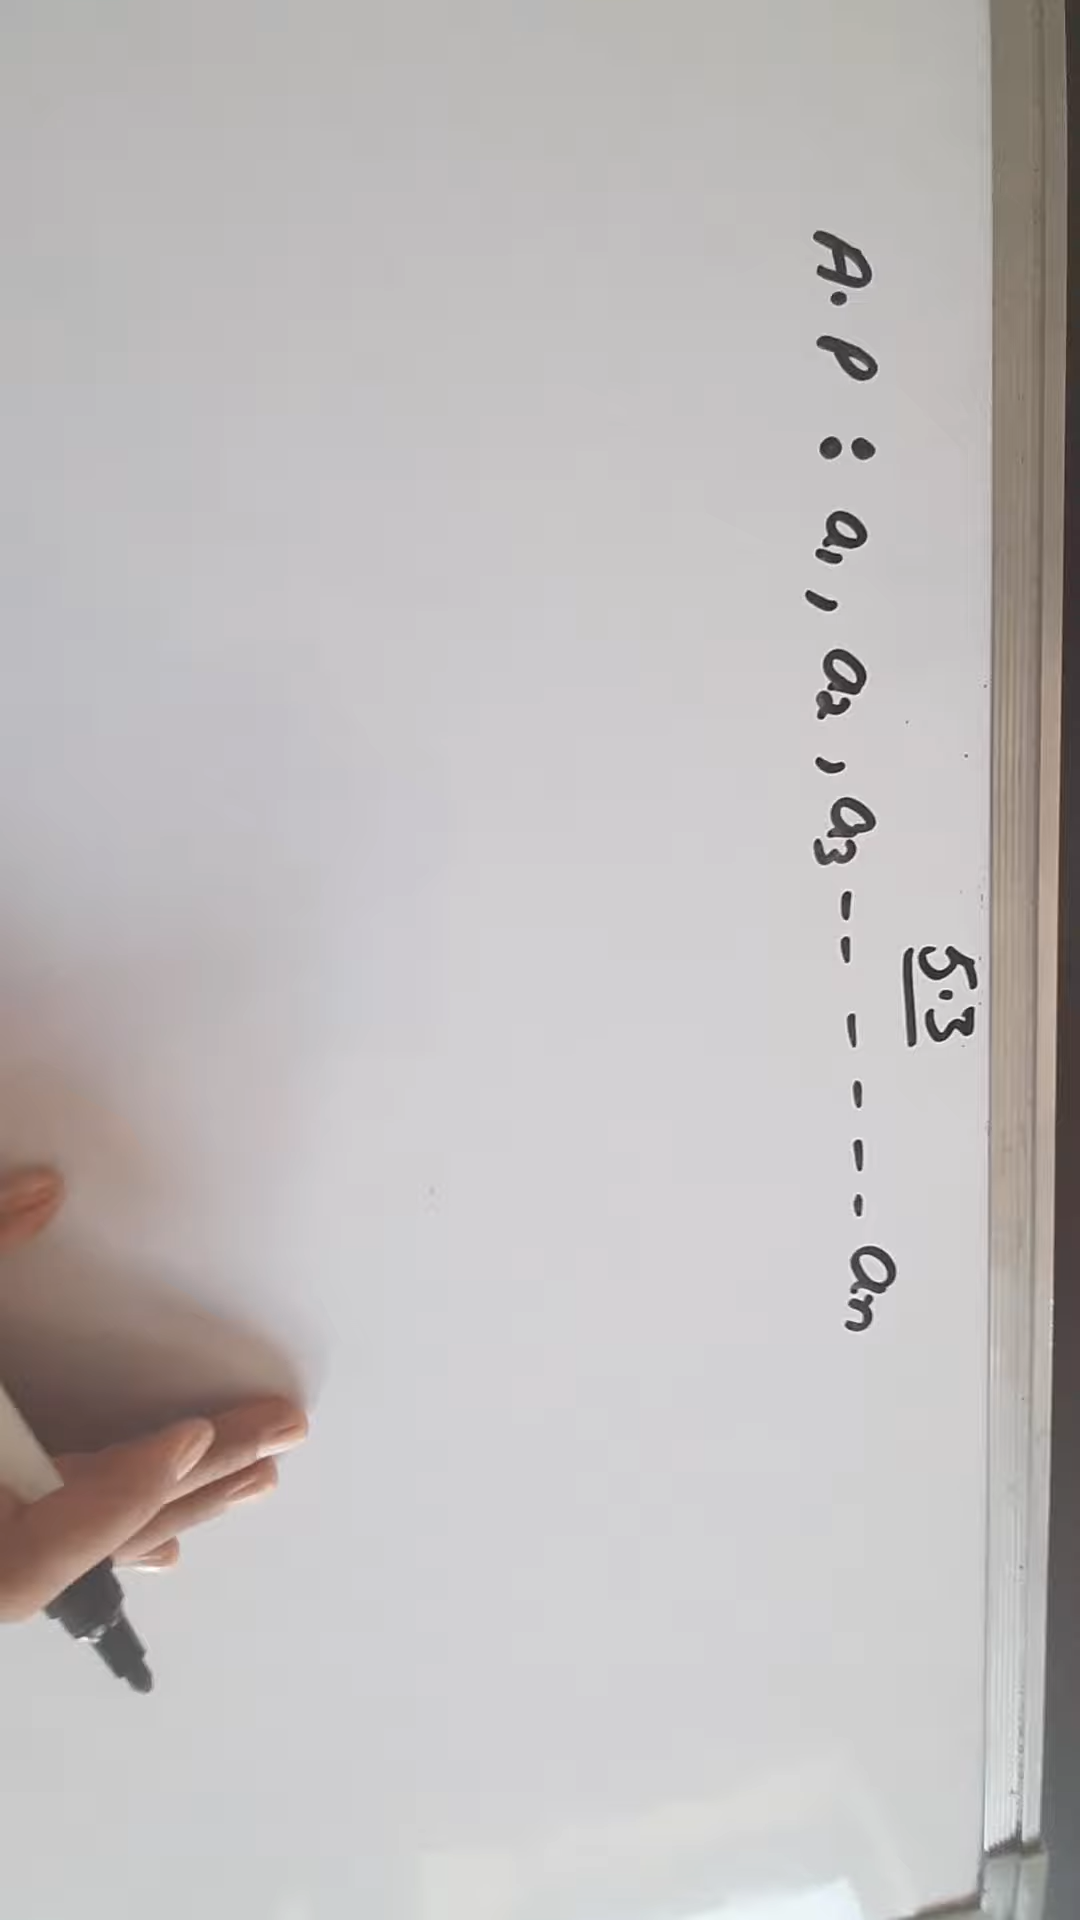 5.3
A.P : a₁, a₂, a₃ - - - - - - aₙ